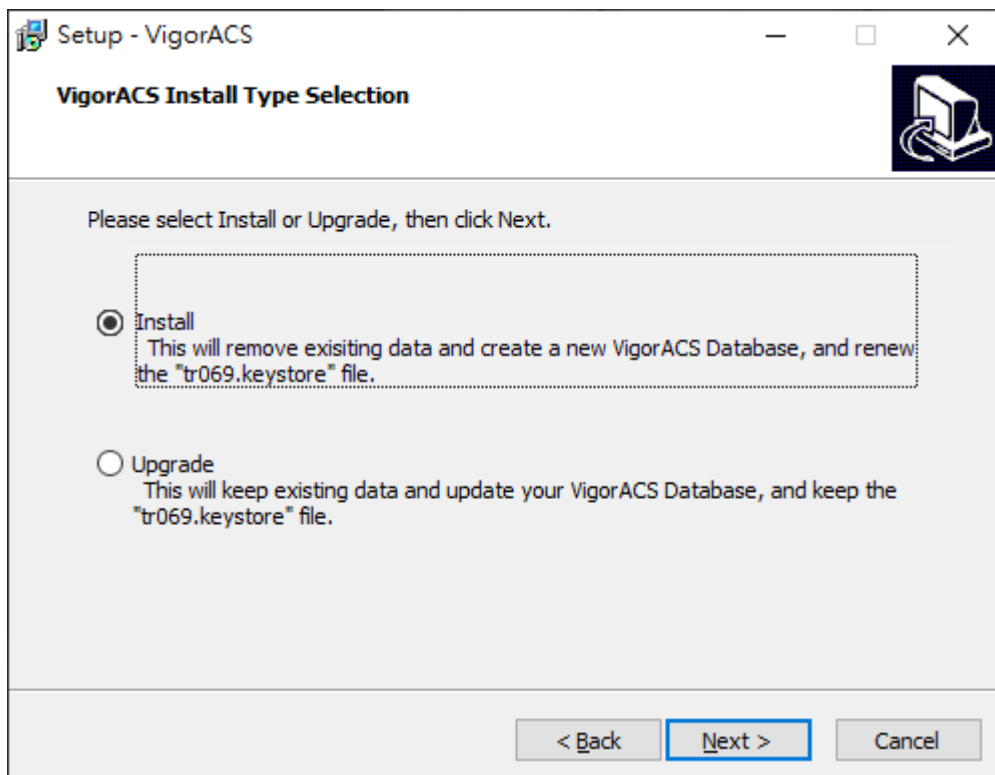 Setup - VigorACS
VigorACS Install Type Selection
Please select Install or Upgrade, then click Next.
Install
This will remove exisiting data and create a new VigorACS Database, and renew
the "tr069.keystore" file.
Upgrade
This will keep existing data and update your VigorACS Database, and keep the
"tr069.keystore" file.
< Back
Next >
Cancel